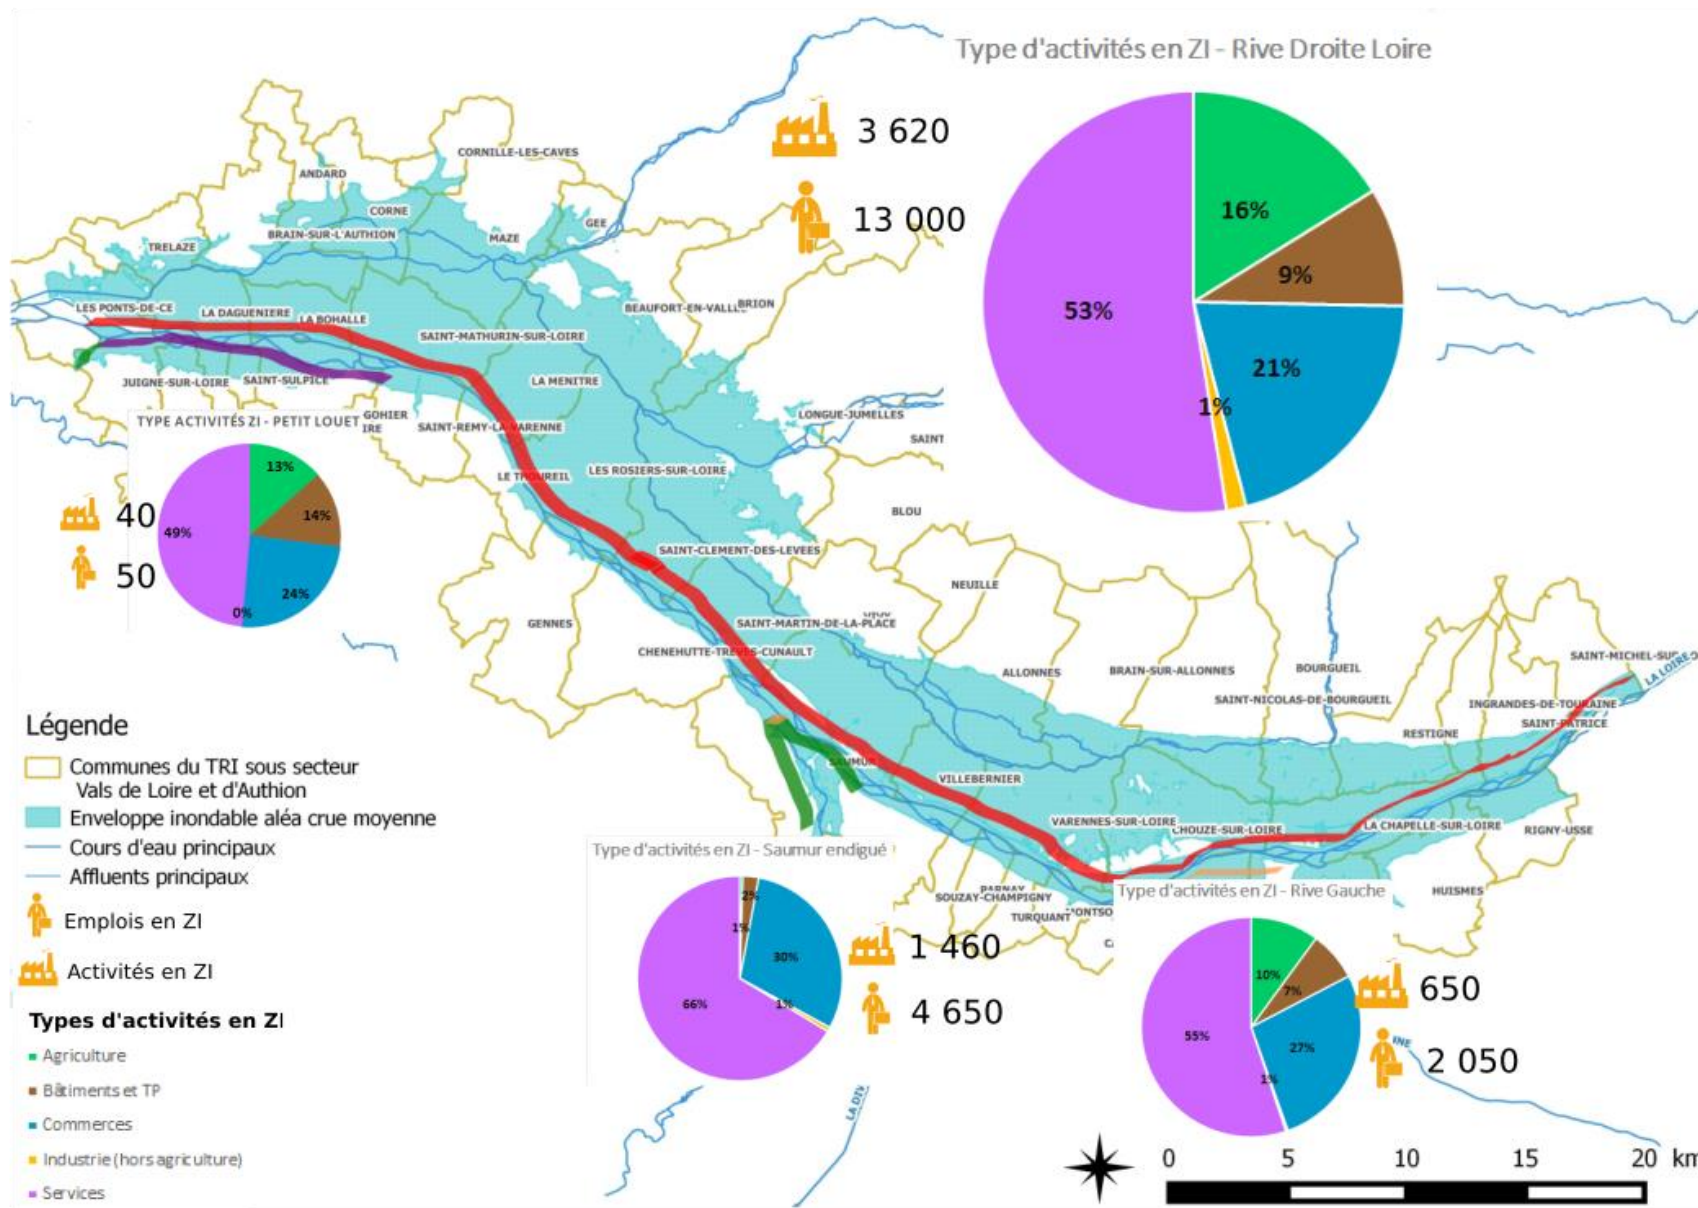 Type d'activités en ZI - Rive Droite Loire
3 620
13 000
16%
9%
21%
1%
53%
CORNILLE-LES-CAVES
ANDARD
CORNE
GEE
BRAIN-SUR-L'AUTHION
MAZE
TRELAZE
LES PONTS-DE-CE
LA DAGUENIERE
LA BOHALLE
BEAUFORT-EN-VALL
BRION
SAINT-MATHURIN-SUR-LOIRE
JUIGNE-SUR-LOIRE
SAINT-SULPICE
LA MENITRE
TYPE ACTIVITÉS ZI - PETIT LOUET
GOHIER
IRE
SAINT-REMY-LA-VARENNE
LONGUE-JUMELLES
SAINT
13%
14%
24%
0%
49%
40
50
LE THOUREIL
LES ROSIERS-SUR-LOIRE
BLOU
SAINT-CLEMENT-DES-LEVEES
NEUILLE
GENNES
SAINT-MARTIN-DE-LA-PLACE
CHENEHUTTE-TREVES-CUNAULT
ALLONNES
BRAIN-SUR-ALLONNES
BOURGUEIL
SAINT-MICHEL-SUR
LA LOIRE
SAINT-NICOLAS-DE-BOURGUEIL
INGRANDES-DE-TOURAINE
SAINT-PATRICE
RESTIGNE
SAUMUR
VILLEBERNIER
VARENNES-SUR-LOIRE
CHOUZE-SUR-LOIRE
LA CHAPELLE-SUR-LOIRE
RIGNY-USSE
HUISMES
PARNAY
SOUZAY-CHAMPIGNY
TURQUANT
MONTSO
Légende
Communes du TRI sous secteur
Vals de Loire et d'Authion
Enveloppe inondable aléa crue moyenne
Cours d'eau principaux
Affluents principaux
Emplois en ZI
Activités en ZI
Types d'activités en ZI
Agriculture
Bâtiments et TP
Commerces
Industrie (hors agriculture)
Services
Type d'activités en ZI - Saumur endigué
2%
1%
30%
1%
66%
1 460
4 650
LA DIV
Type d'activités en ZI - Rive Gauche
10%
7%
27%
1%
55%
650
2 050
INE
0 5 10 15 20 km